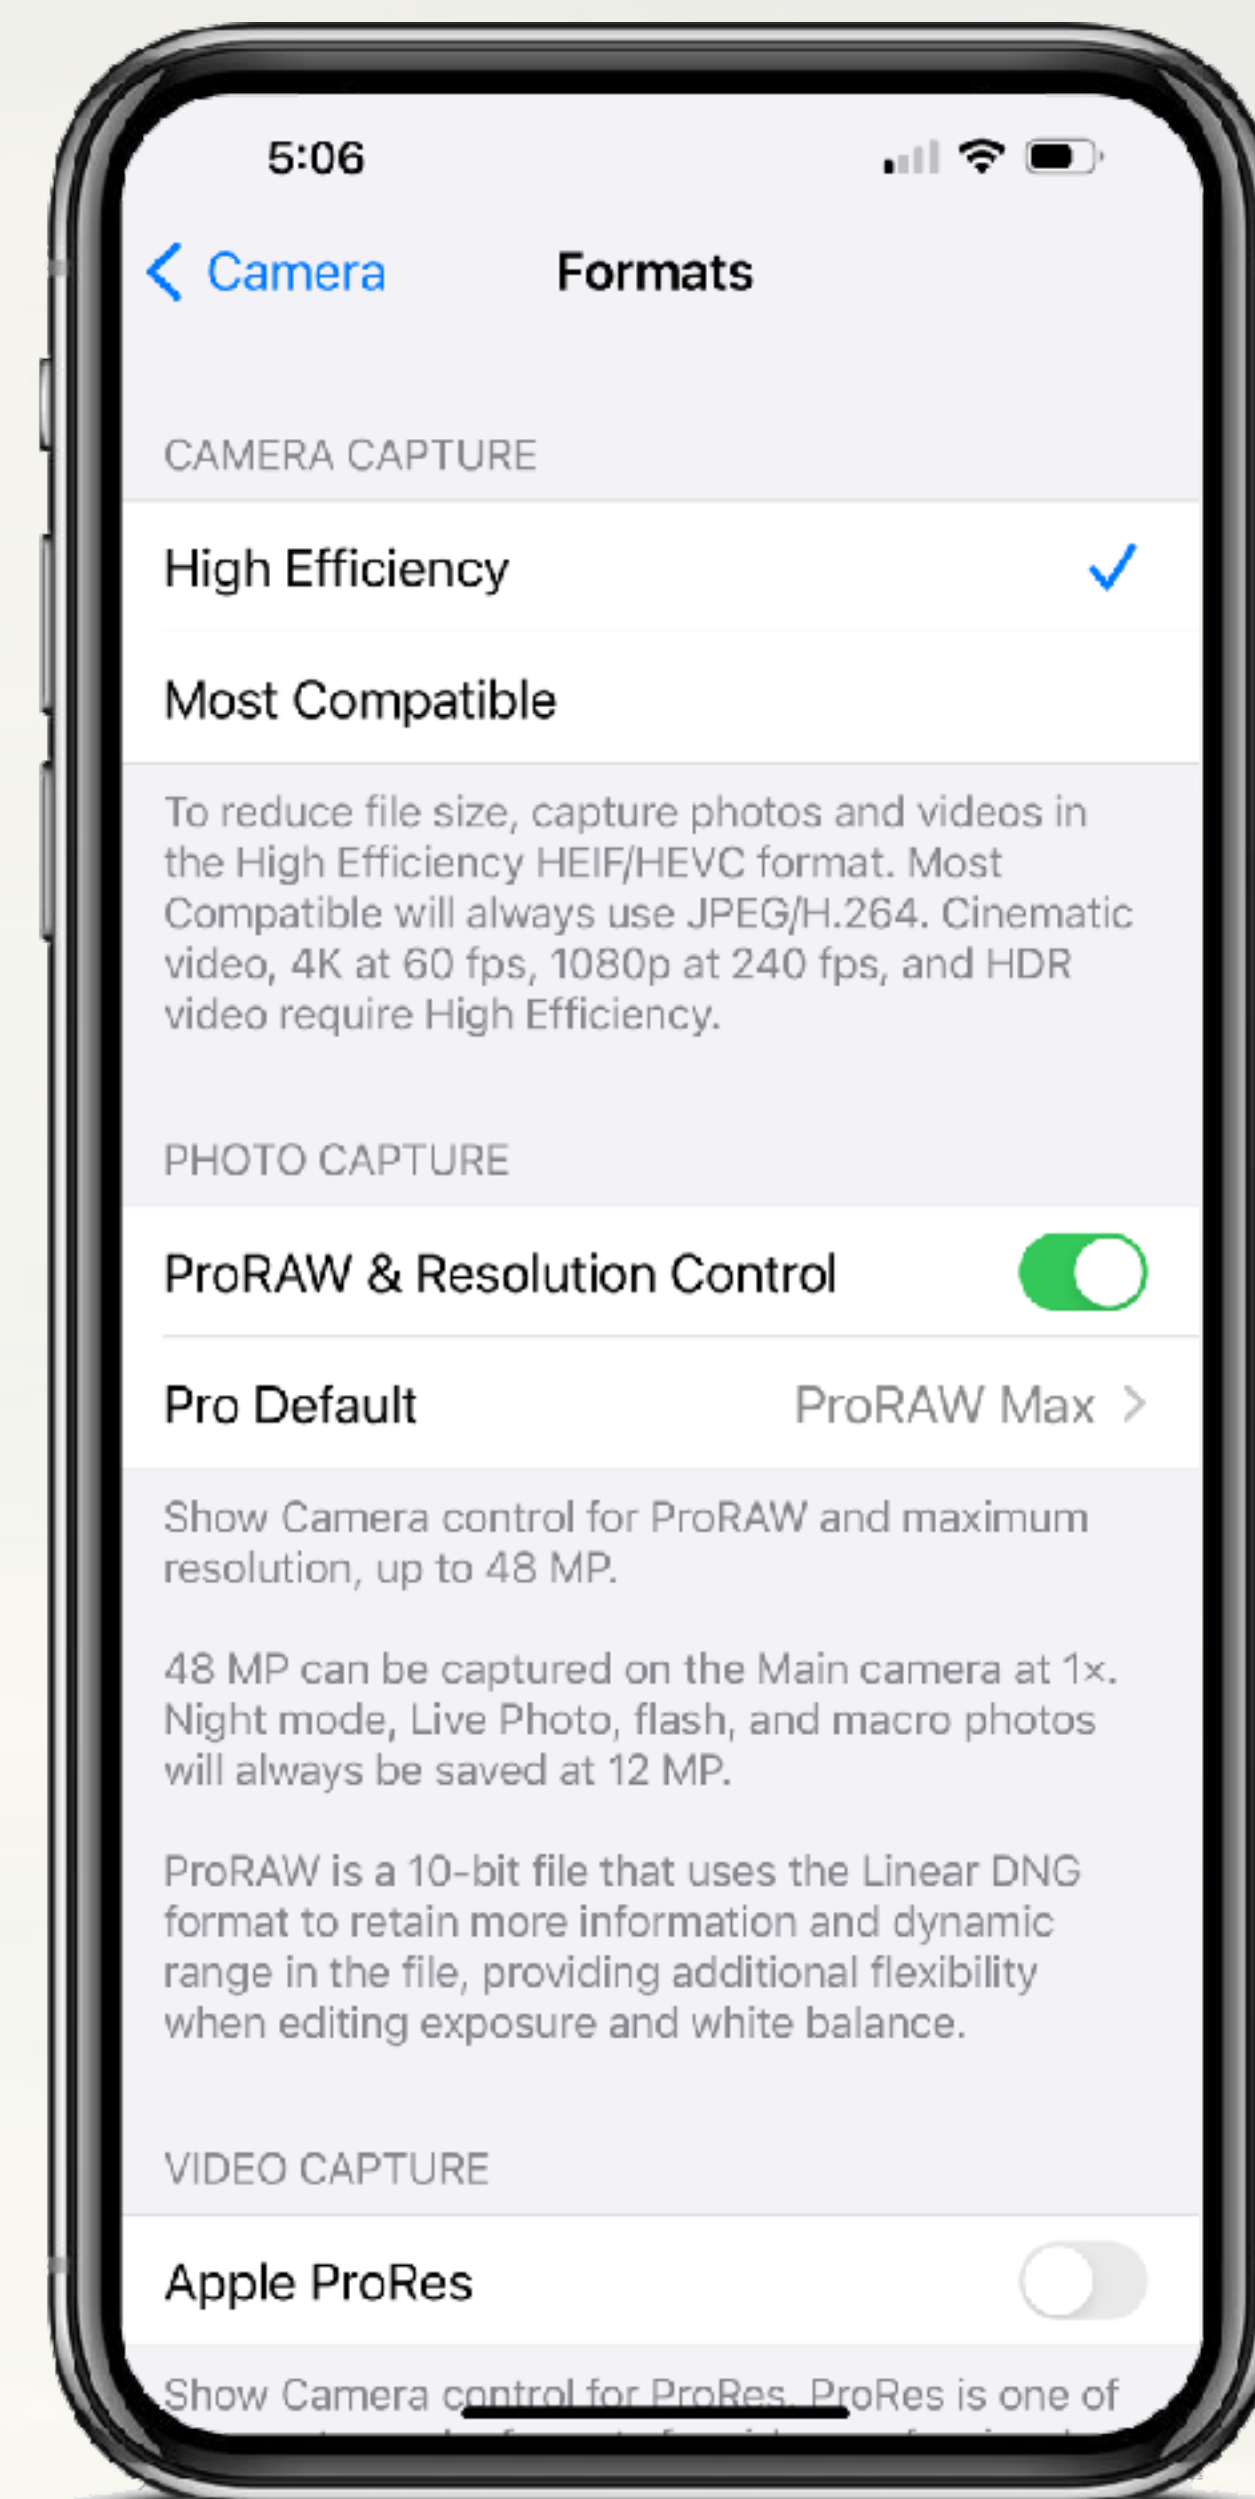 5:06
Camera
Formats
CAMERA CAPTURE
High Efficiency
Most Compatible
To reduce file size, capture photos and videos in
the High Efficiency HEIF/HEVC format. Most
Compatible will always use JPEG/H.264. Cinematic
video, 4K at 60 fps, 1080p at 240 fps, and HDR
video require High Efficiency.
PHOTO CAPTURE
ProRAW & Resolution Control
Pro Default ProRAW Max
Show Camera control for ProRAW and maximum
resolution, up to 48 MP.
48 MP can be captured on the Main camera at 1x.
Night mode, Live Photo, flash, and macro photos
will always be saved at 12 MP.
ProRAW is a 10-bit file that uses the Linear DNG
format to retain more information and dynamic
range in the file, providing additional flexibility
when editing exposure and white balance.
VIDEO CAPTURE
Apple ProRes
Show Camera control for ProRes. ProRes is one of